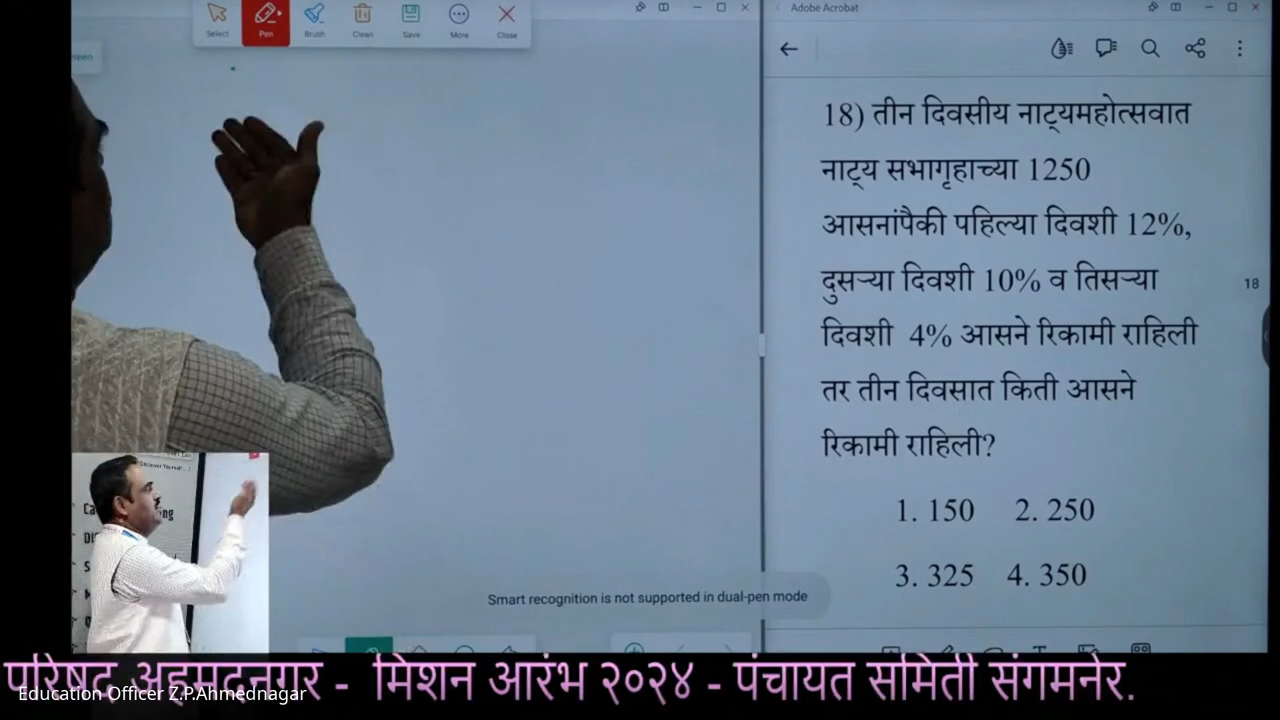 Select
Pen
Brush
Clean
Save
More
Close
Adobe Acrobat
18) तीन दिवसीय नाट्यमहोत्सवात
नाट्य सभागृहाच्या 1250
आसनांपैकी पहिल्या दिवशी 12%,
दुसऱ्या दिवशी 10% व तिसऱ्या
दिवशी 4% आसने रिकामी राहिली
तर तीन दिवसात किती आसने
रिकामी राहिली?
1. 150 2. 250
3. 325 4. 350
18
Smart recognition is not supported in dual-pen mode
परिषद अहमदनगर - मिशन आरंभ २०२४ - पंचायत समिती संगमनेर.
Education Officer Z.P.Ahmednagar